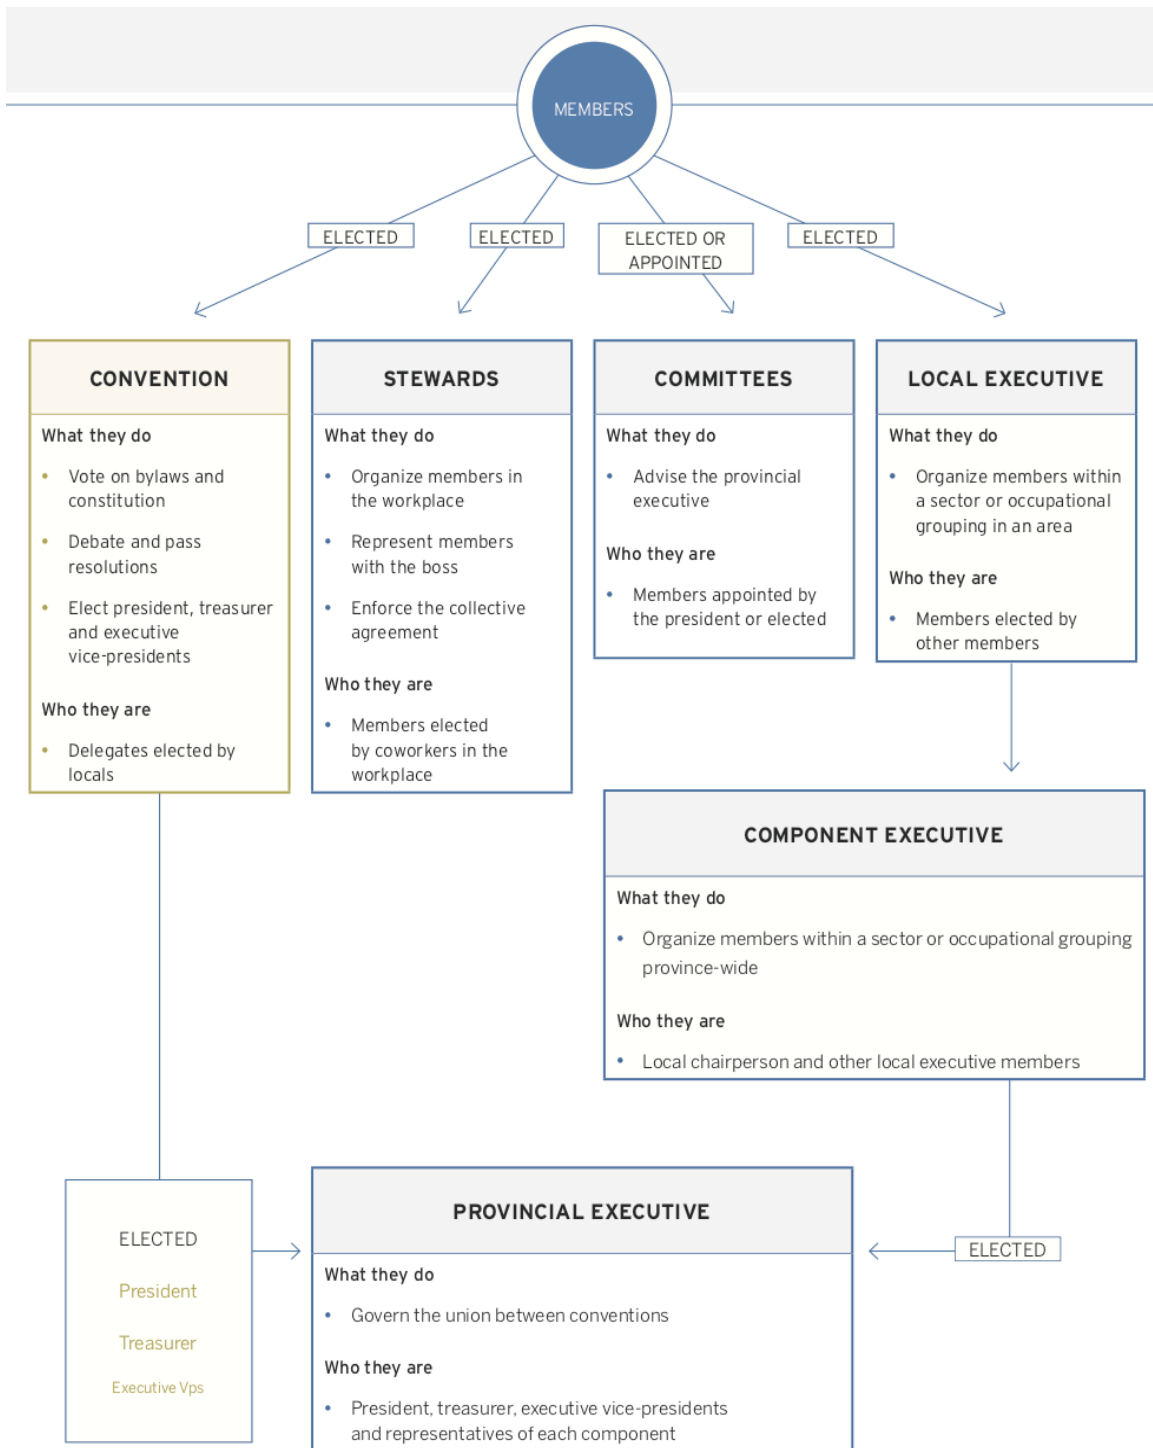 MEMBERS
ELECTED
ELECTED
ELECTED OR
APPOINTED
ELECTED
CONVENTION
What they do
• Vote on bylaws and
constitution
• Debate and pass
resolutions
• Elect president, treasurer
and executive
vice-presidents
Who they are
• Delegates elected by
locals
STEWARDS
What they do
• Organize members in
the workplace
• Represent members
with the boss
• Enforce the collective
agreement
Who they are
• Members elected
by coworkers in the
workplace
COMMITTEES
What they do
• Advise the provincial
executive
Who they are
• Members appointed by
the president or elected
LOCAL EXECUTIVE
What they do
• Organize members within
a sector or occupational
grouping in an area
Who they are
• Members elected by
other members
COMPONENT EXECUTIVE
What they do
• Organize members within a sector or occupational grouping
province-wide
Who they are
• Local chairperson and other local executive members
ELECTED
President
Treasurer
Executive Vps
PROVINCIAL EXECUTIVE
What they do
• Govern the union between conventions
Who they are
• President, treasurer, executive vice-presidents
and representatives of each component
ELECTED